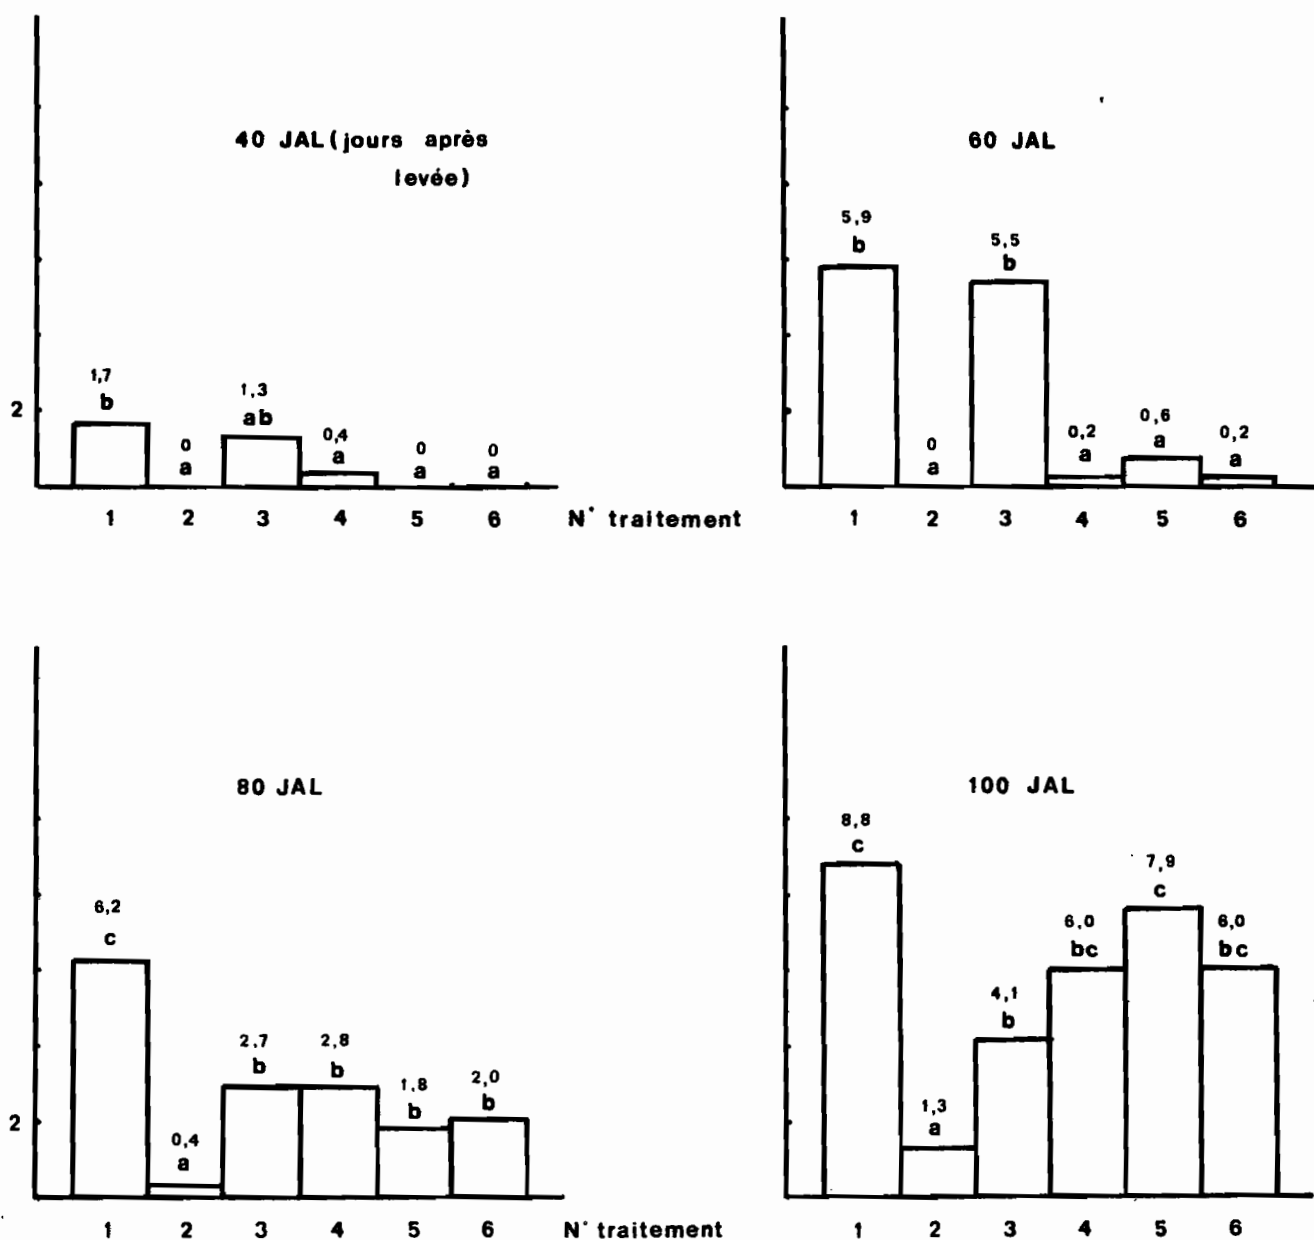 40 JAL (jours après
levée)
1,7
b
0
a
1,3
ab
0,4
a
0
a
0
a
2
1 2 3 4 5 6 N° traitement
60 JAL
5,9
b
0
a
5,5
b
0,2
a
0,6
a
0,2
a
1 2 3 4 5 6
80 JAL
6,2
c
0,4
a
2,7
b
2,8
b
1,8
b
2,0
b
2
1 2 3 4 5 6 N° traitement
100 JAL
8,8
c
1,3
a
4,1
b
6,0
bc
7,9
c
6,0
bc
1 2 3 4 5 6